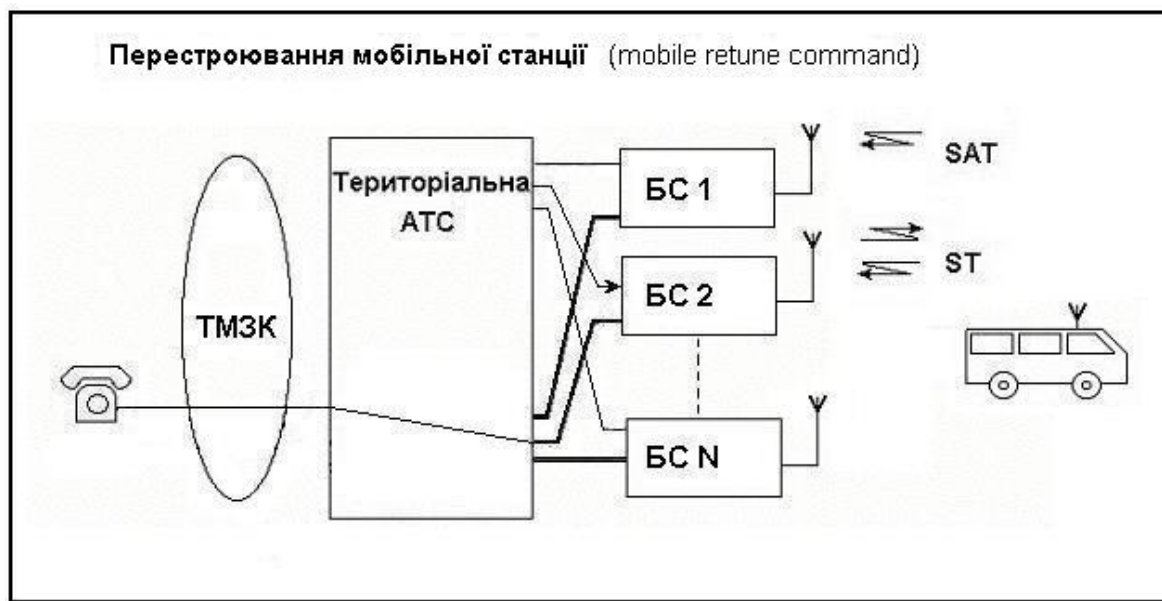 Перестроювання мобільної станції (mobile retune command)
Територіальна
АТС
ТМЗК
БС 1
БС 2
БС N
SAT
ST